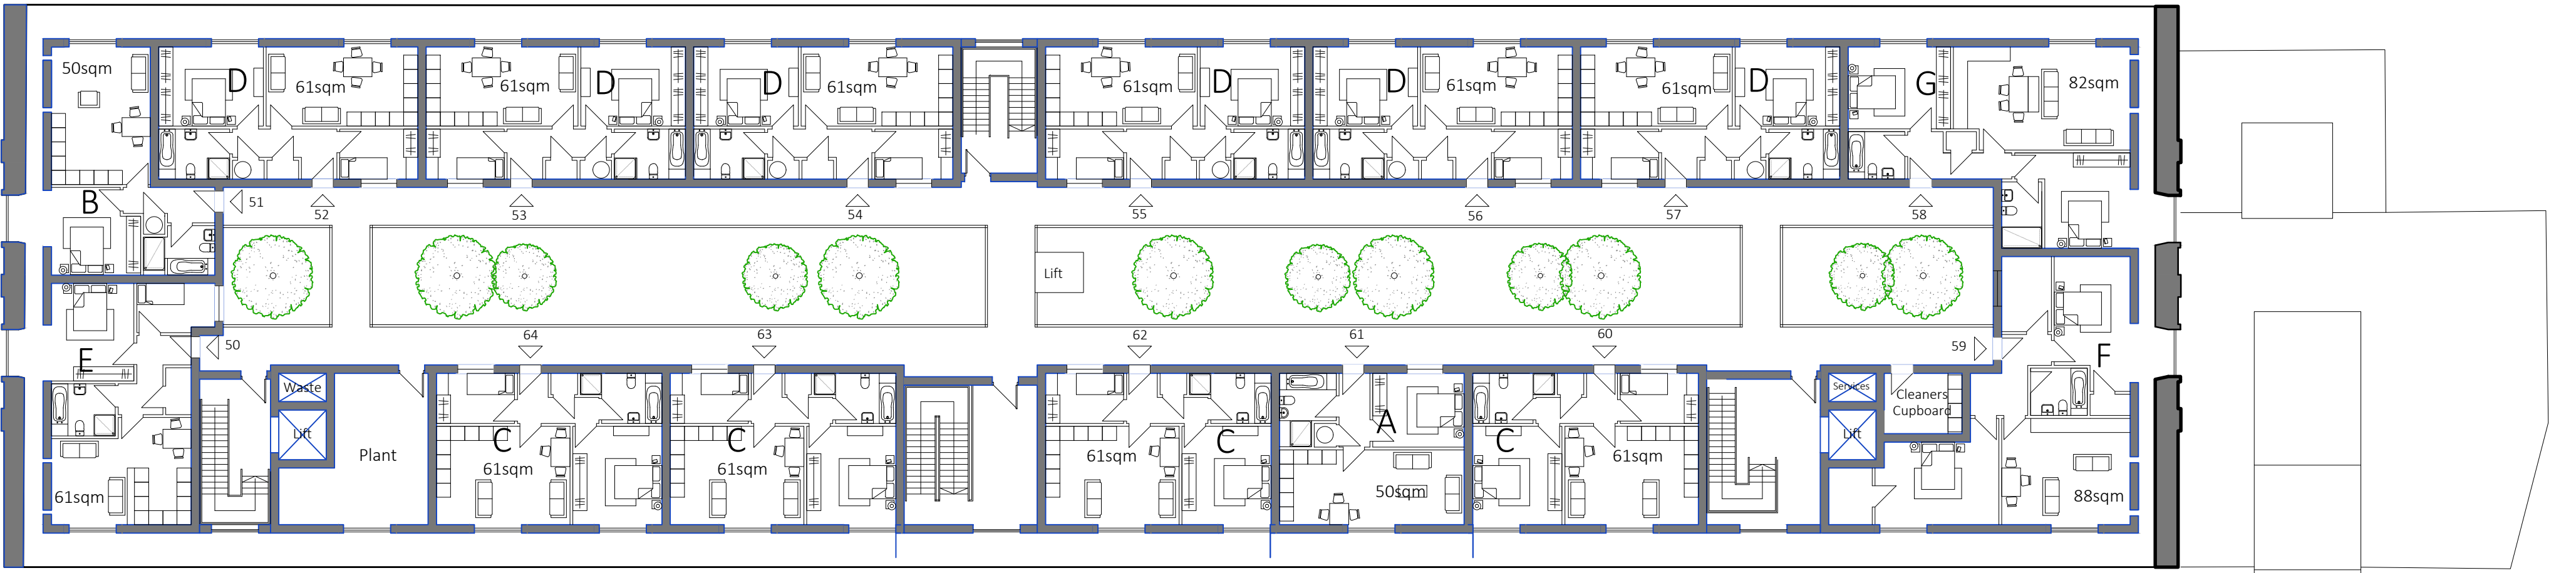 50sqm
D
61sqm
61sqm
D
D
61sqm
61sqm
D
D
61sqm
61sqm
D
G
82sqm
B
51
52
53
54
55
56
57
58
Lift
50
64
63
62
61
60
59
E
F
Waste
Lift
Plant
C
61sqm
C
61sqm
61sqm
C
A
50sqm
C
61sqm
Services
Lift
Cleaners
Cupboard
61sqm
88sqm